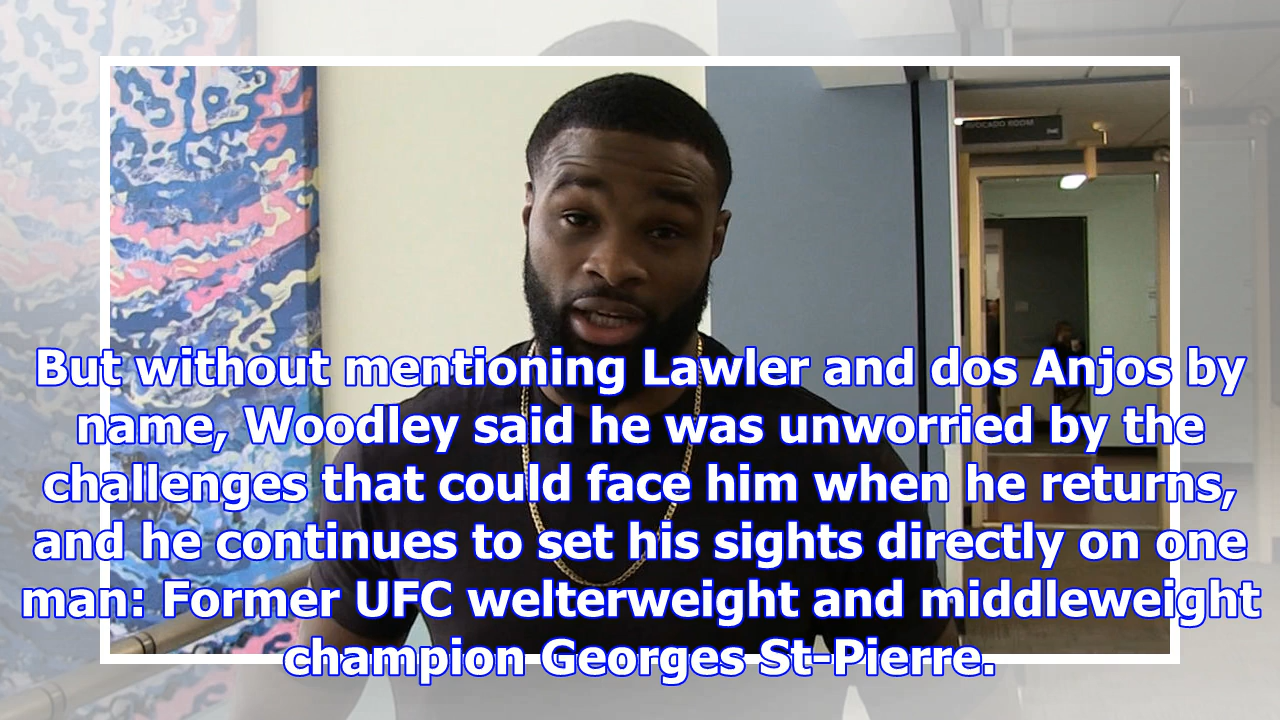 AVOCADO ROOM
But without mentioning Lawler and dos Anjos by
name, Woodley said he was unworried by the
challenges that could face him when he returns,
and he continues to set his sights directly on one
man: Former UFC welterweight and middleweight
champion Georges St-Pierre.